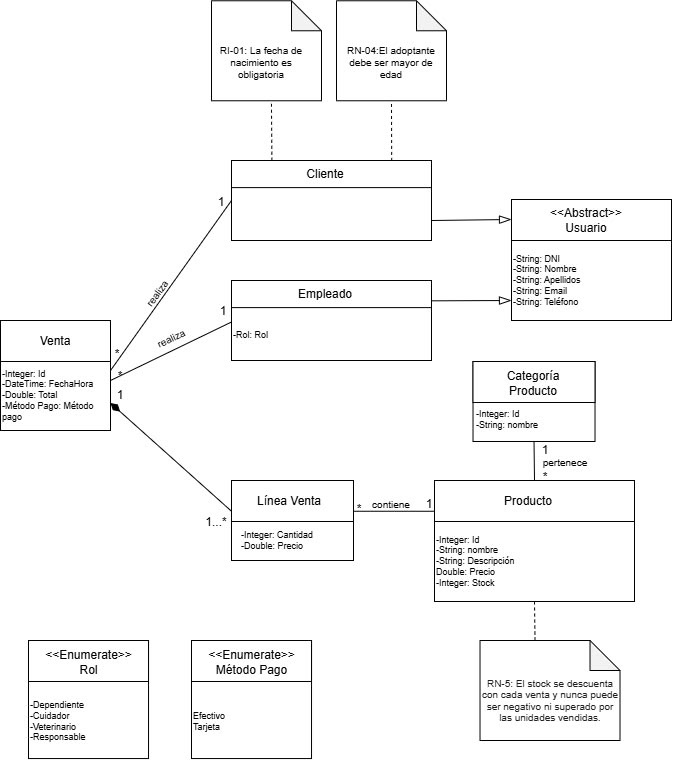 RI-01: La fecha de
nacimiento es
obligatoria
RN-04:El adoptante
debe ser mayor de
edad
Cliente
1
<<Abstract>>
Usuario
-String: DNI
-String: Nombre
-String: Apellidos
-String: Email
-String: Teléfono
realiza
Empleado
-Rol: Rol
1
realiza
Venta
-Integer: Id
-DateTime: FechaHora
-Double: Total
-Método Pago: Método
pago
*
*
1
Categoría
Producto
-Integer: Id
-String: nombre
1
pertenece
*
Línea Venta
-Integer: Cantidad
-Double: Precio
1...*
* contiene 1
Producto
-Integer: Id
-String: nombre
-String: Descripción
Double: Precio
-Integer: Stock
<<Enumerate>>
Rol
-Dependiente
-Cuidador
-Veterinario
-Responsable
<<Enumerate>>
Método Pago
Efectivo
Tarjeta
RN-5: El stock se descuenta
con cada venta y nunca puede
ser negativo ni superado por
las unidades vendidas.